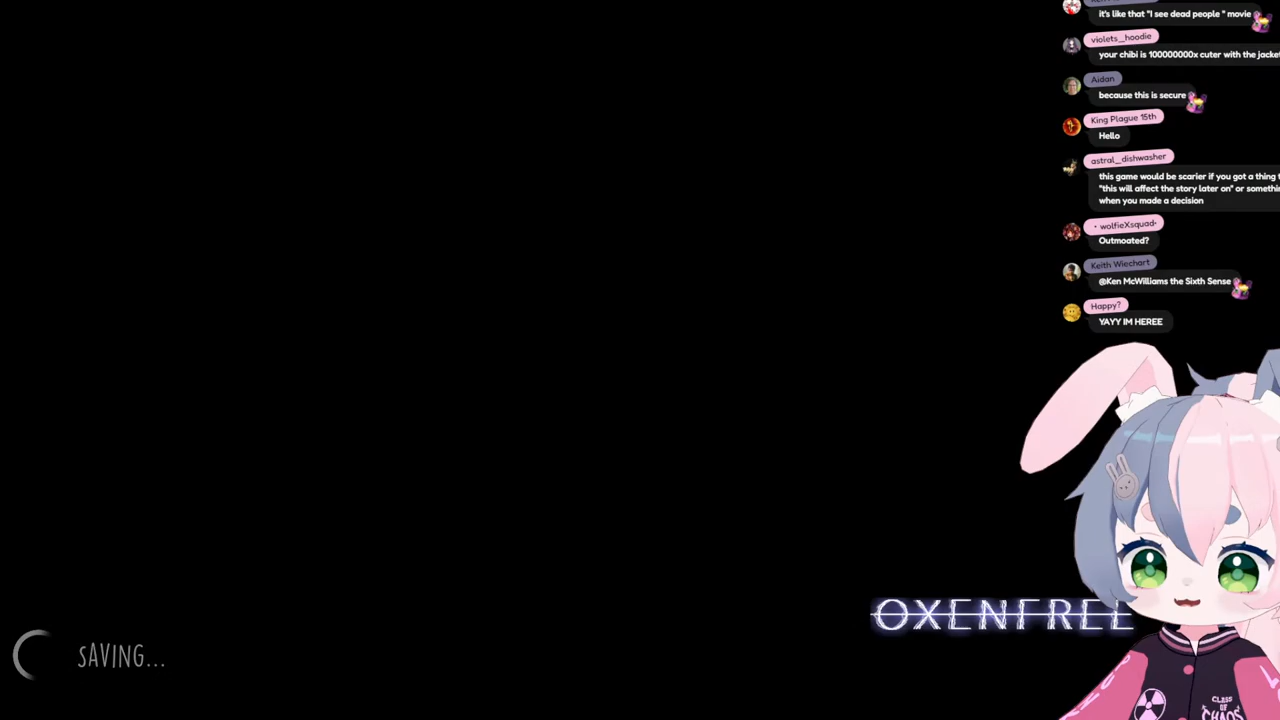 it's like that "I see dead people " movie
violets_hoodie
your chibi is 100000000x cuter with the jacket
Aidan
because this is secure
King Plague 15th
Hello
astral_dishwasher
this game would be scarier if you got a thing
"this will affect the story later on" or
when you made a decision
• wolfieXsquad•
Outmoated?
Keith Wiechart
@Ken McWilliams the Sixth Sense
Happy?
YAYY IM HEREE
OXENFREE
SAVING...
CLASS
OF
CHAOS